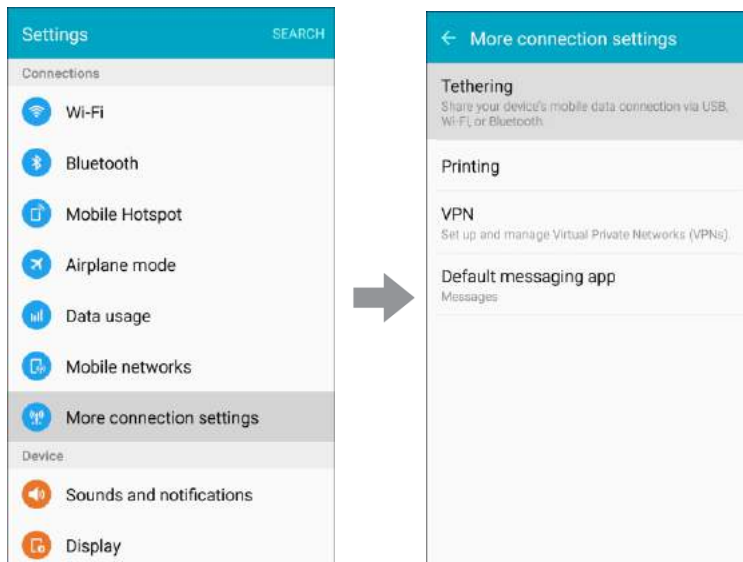 Settings
SEARCH
Connections
Wi-Fi
Bluetooth
Mobile Hotspot
Airplane mode
Data usage
Mobile networks
More connection settings
Device
Sounds and notifications
Display
More connection settings
Tethering
Share your device's mobile data connection via USB,
Wi-Fi, or Bluetooth.
Printing
VPN
Set up and manage Virtual Private Networks (VPNs).
Default messaging app
Messages